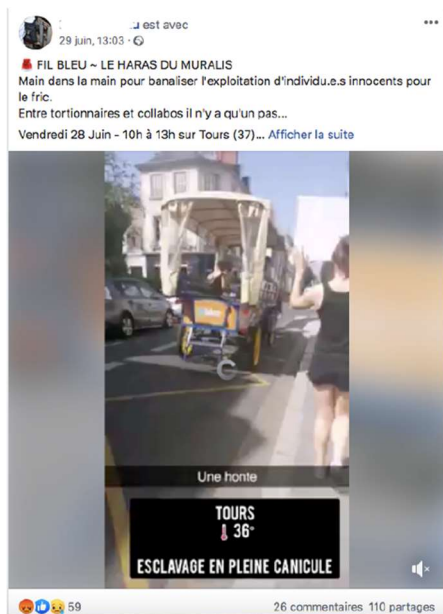 est avec
29 juin, 13:03 ·
FIL BLEU ~ LE HARAS DU MURALIS
Main dans la main pour banaliser l'exploitation d'individu.e.s innocents pour
le fric.
Entre tortionnaires et collabos il n'y a qu'un pas...
Vendredi 28 Juin - 10h à 13h sur Tours (37)... Afficher la suite
Une honte
TOURS
36°
ESCLAVAGE EN PLEINE CANICULE
59
26 commentaires 110 partages